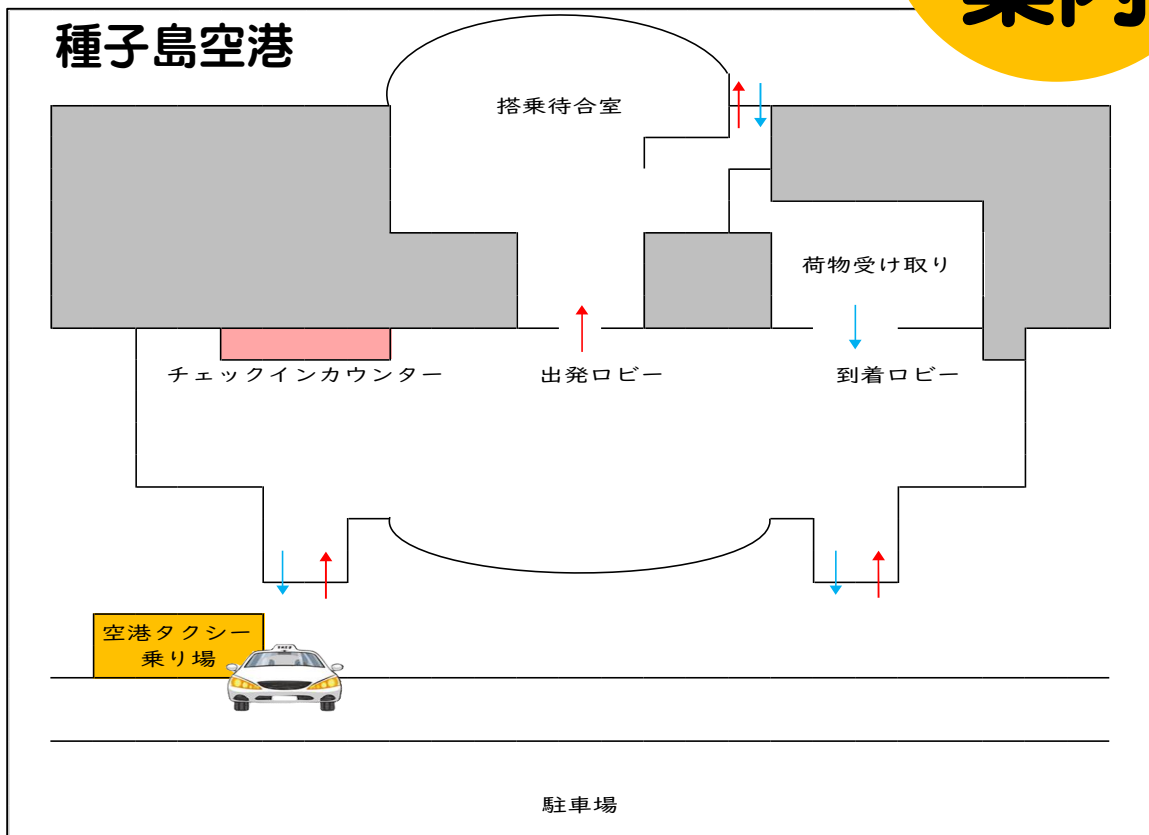 案内
種子島空港
搭乗待合室
荷物受け取り
チェックインカウンター
出発ロビー
到着ロビー
空港タクシー
乗り場
駐車場